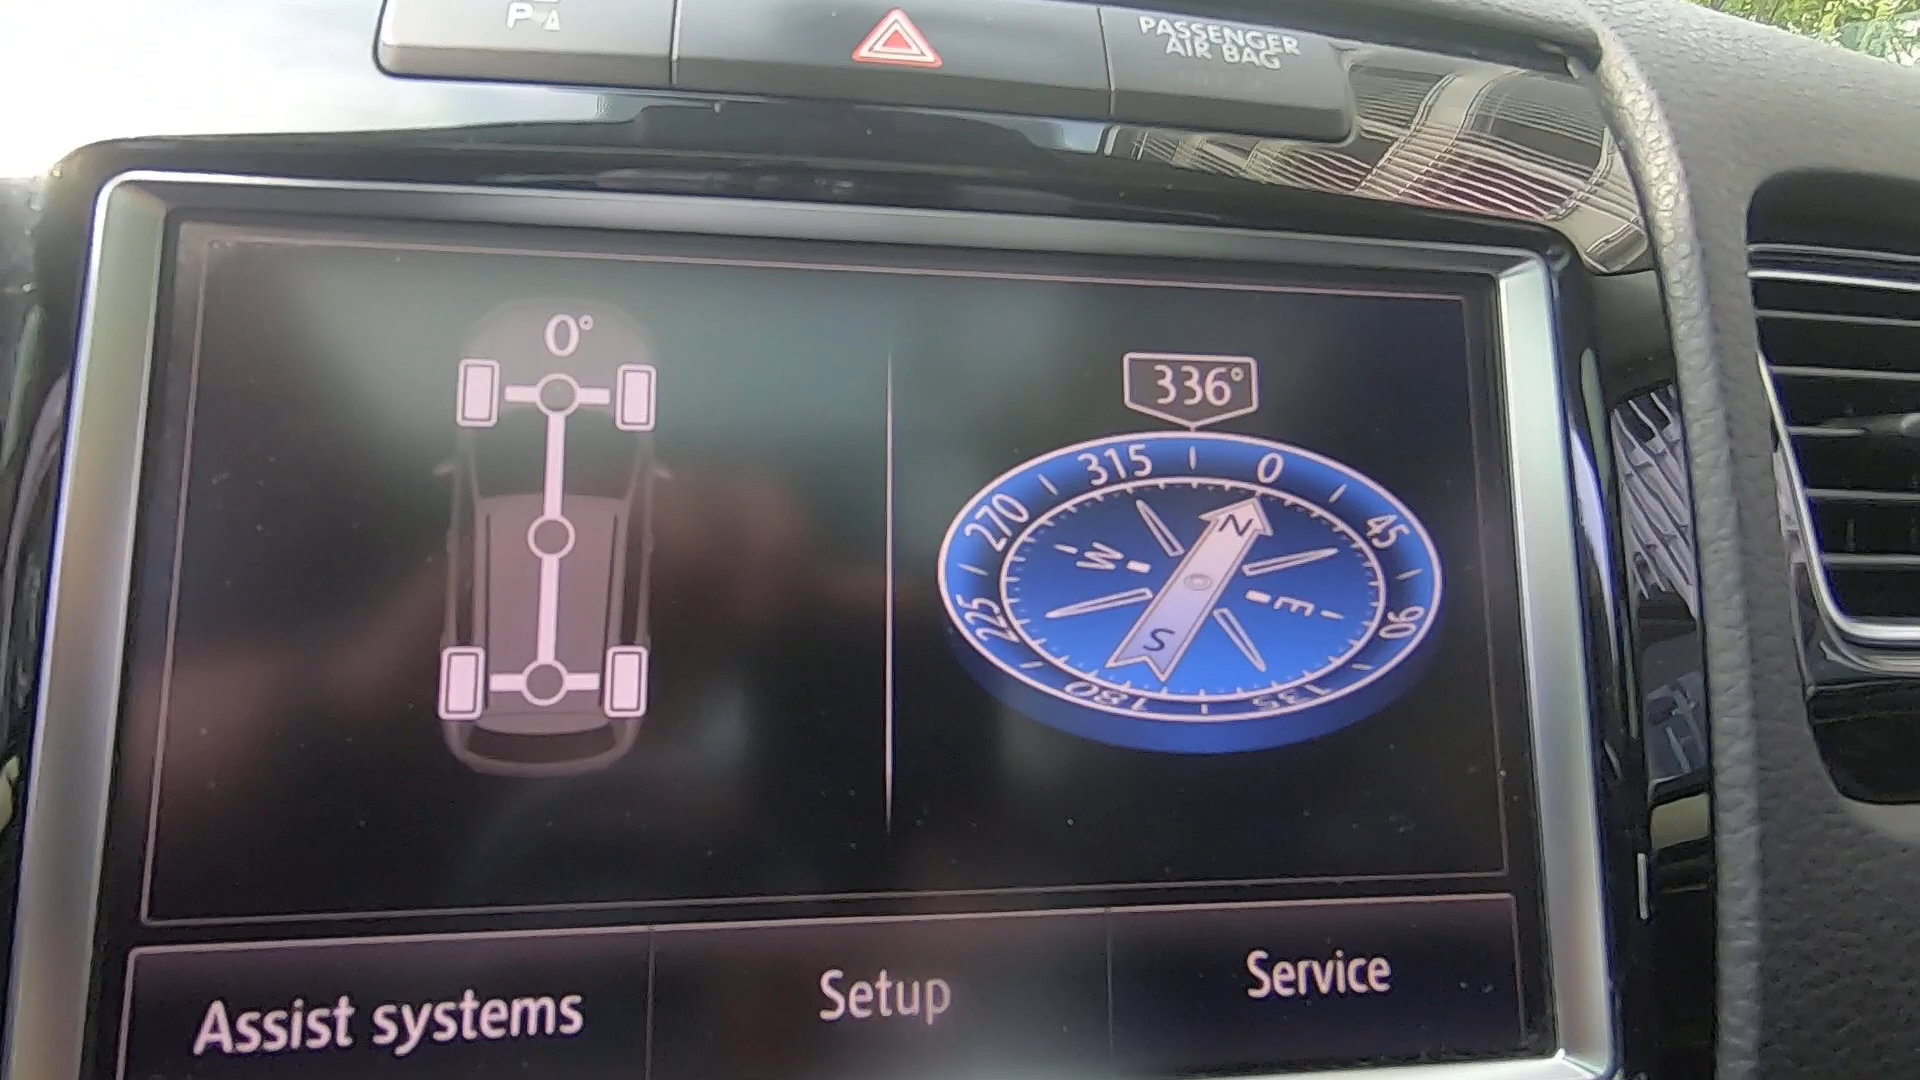 P
PASSENGER
AIR BAG
0°
336°
315
0
270
45
N
W
E
225
90
S
180
135
Assist systems
Setup
Service